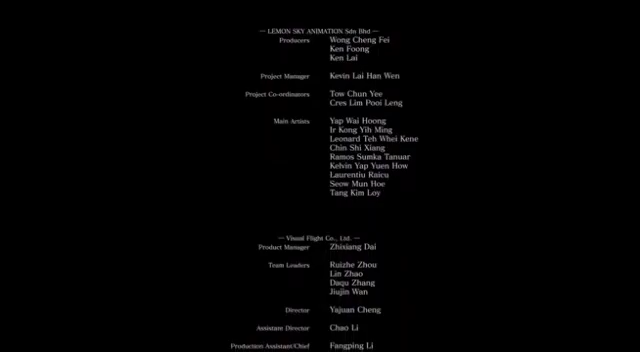 — LEMON SKY ANIMATION Sdn Bhd —
Producers Wong Cheng Fei
Ken Foong
Ken Lai
Project Manager Kevin Lai Han Wen
Project Co-ordinators Tow Chun Yee
Cres Lim Pooi Leng
Main Artists Yap Wai Hoong
Ir Kong Yih Ming
Leonard Teh Whei Kene
Chin Shi Xiang
Ramos Sumka Tanuar
Kelvin Yap Yuen How
Laurentiu Raicu
Seow Mun Hoe
Tang Kim Loy
— Visual Flight Co., Ltd. —
Product Manager Zhixiang Dai
Team Leaders Ruizhe Zhou
Lin Zhao
Daqu Zhang
Jiujin Wan
Director Yajuan Cheng
Assistant Director Chao Li
Production Assistant/Chief Fangping Li